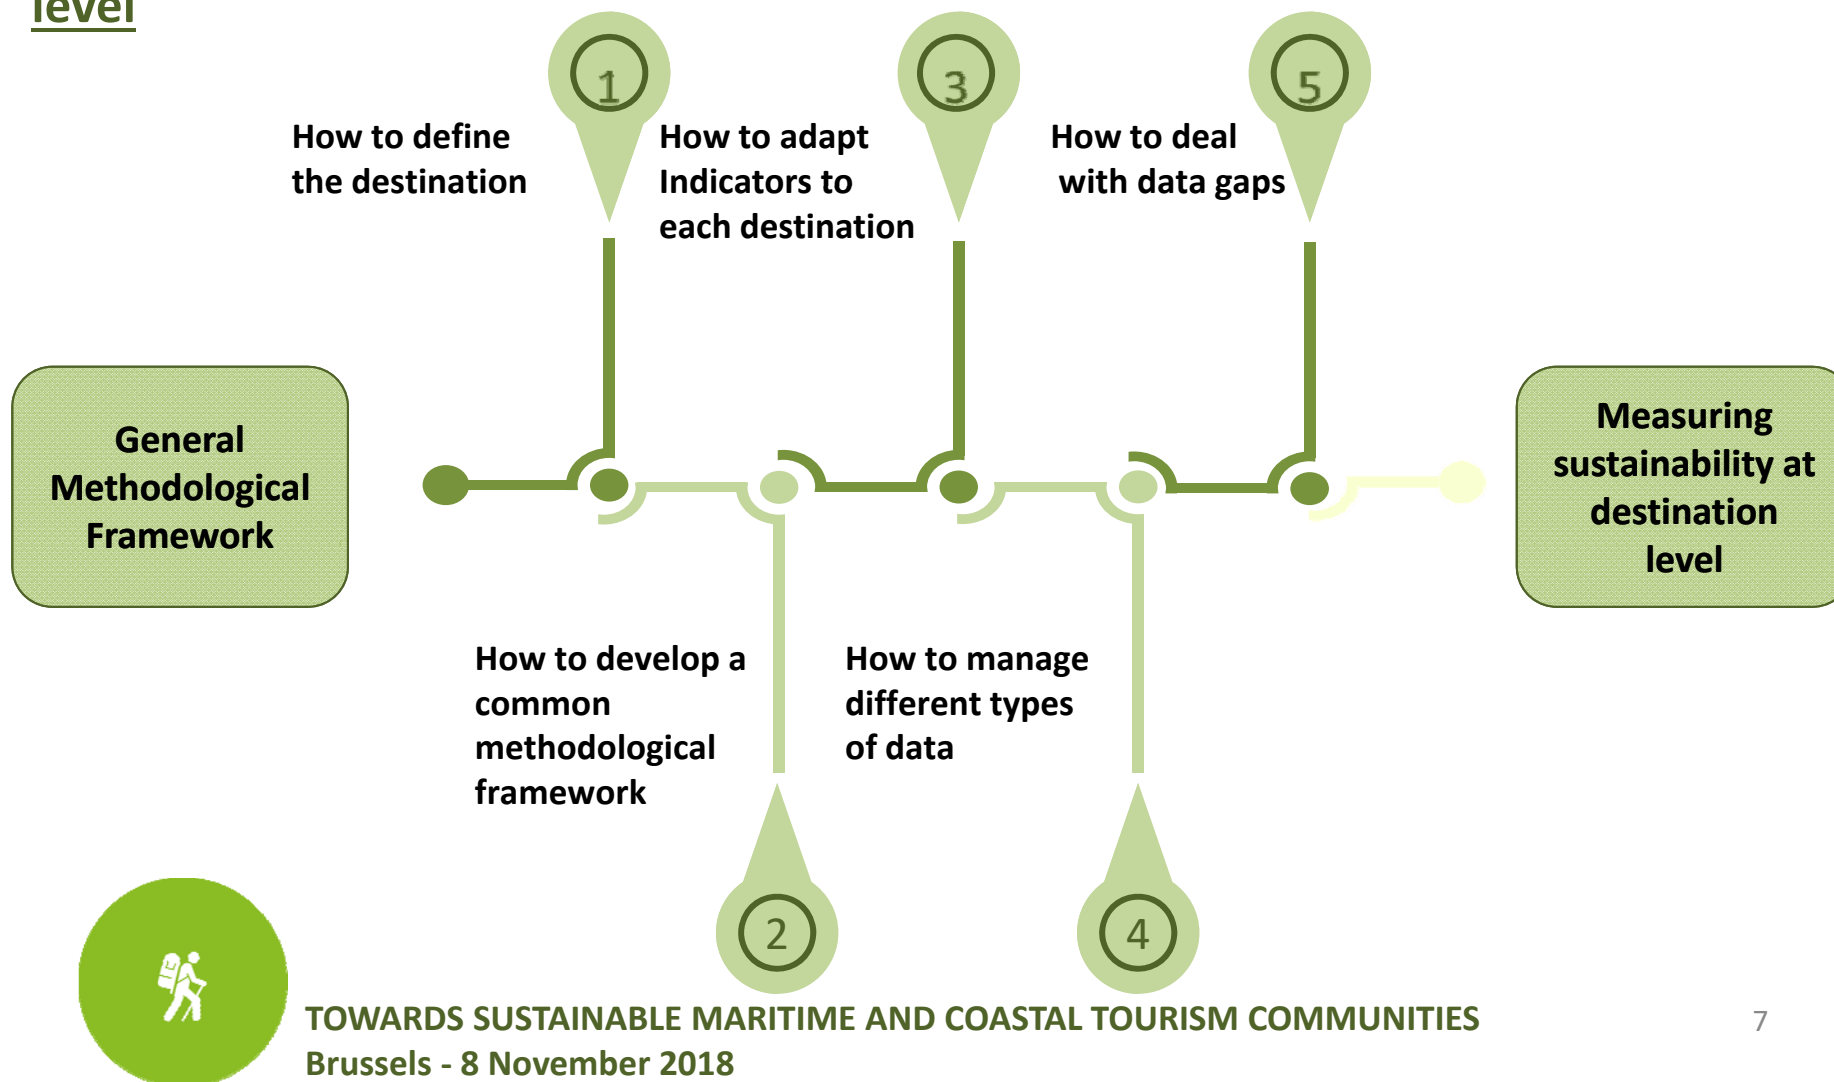 level
1
How to define
the destination
3
How to adapt
Indicators to
each destination
5
How to deal
with data gaps
General
Methodological
Framework
Measuring
sustainability at
destination
level
How to develop a
common
methodological
framework
2
How to manage
different types
of data
4
TOWARDS SUSTAINABLE MARITIME AND COASTAL TOURISM COMMUNITIES
Brussels - 8 November 2018
7